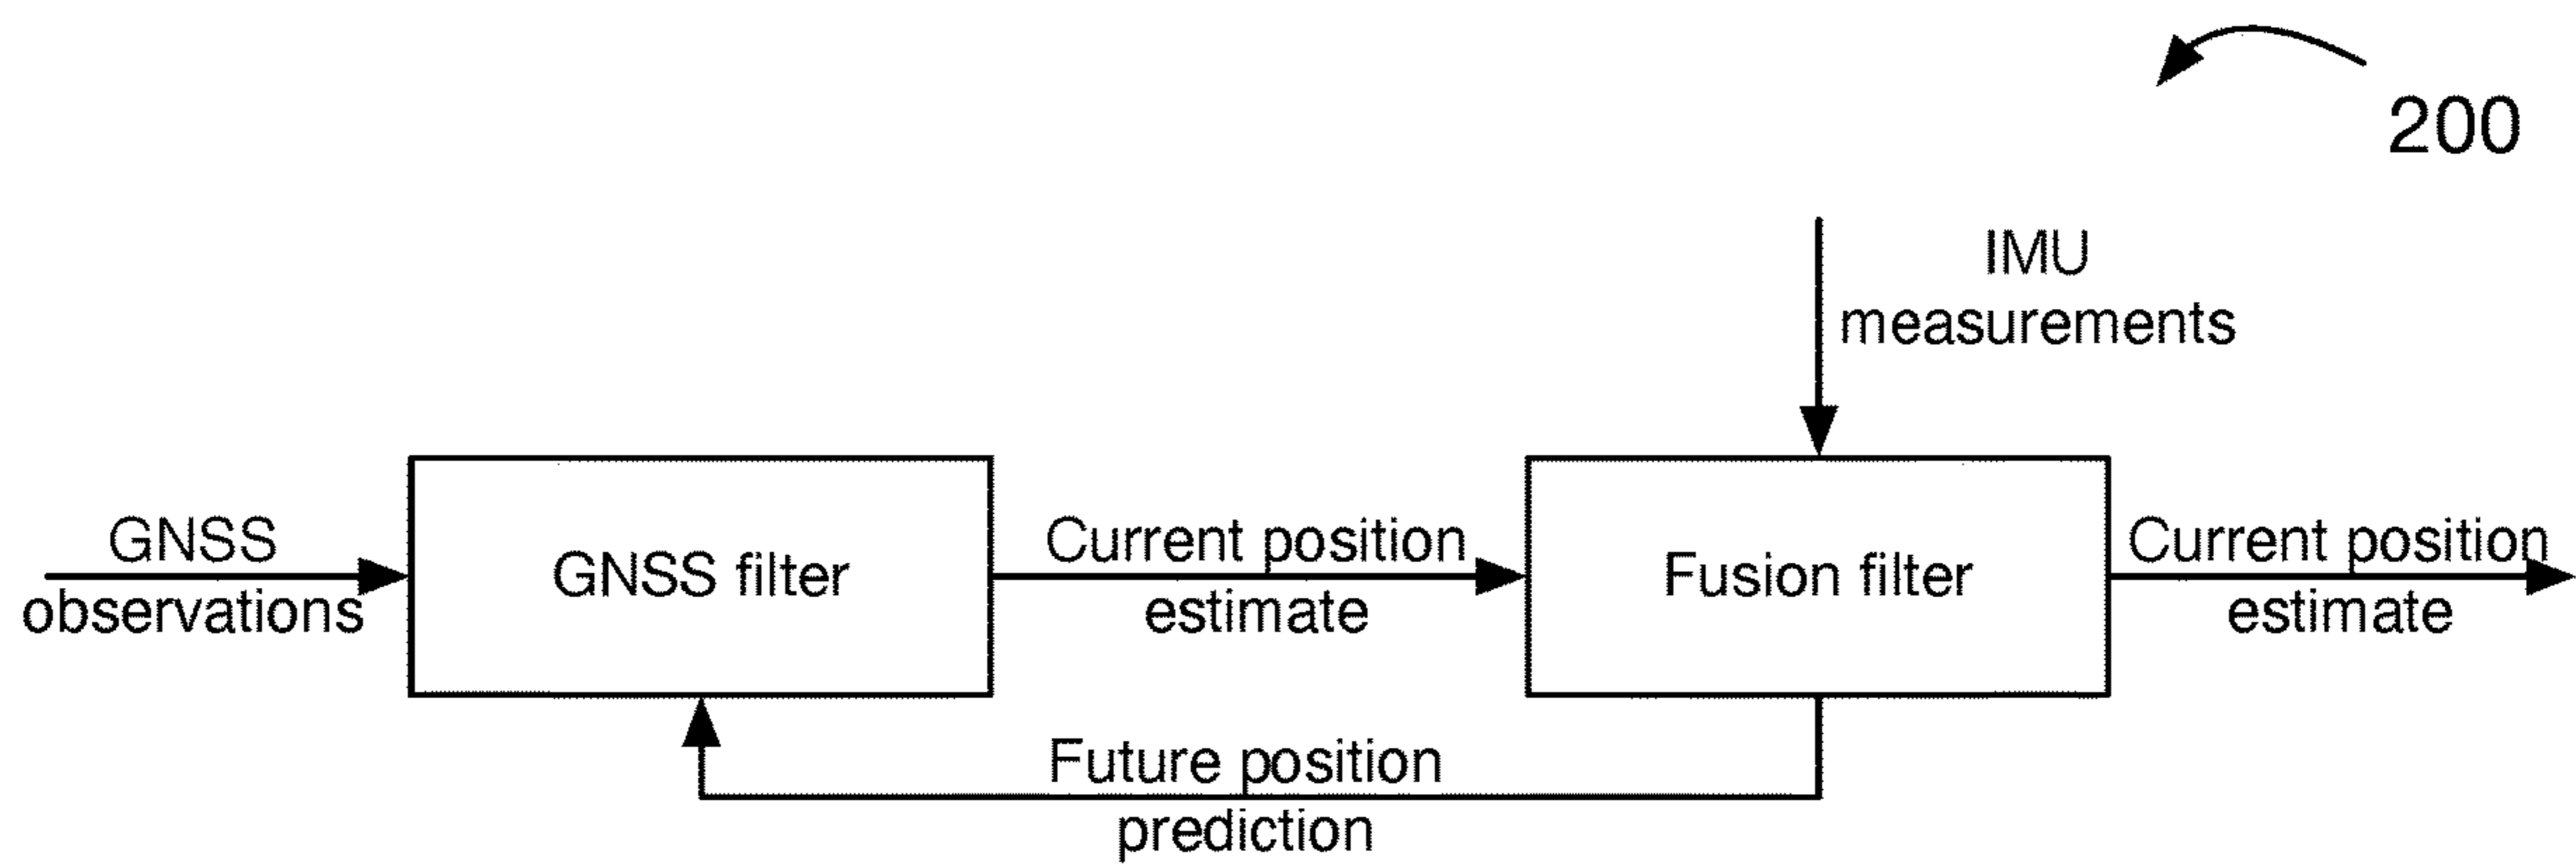 200
IMU
measurements
GNSS
observations
GNSS filter
Current position
estimate
Fusion filter
Current position
estimate
Future position
prediction